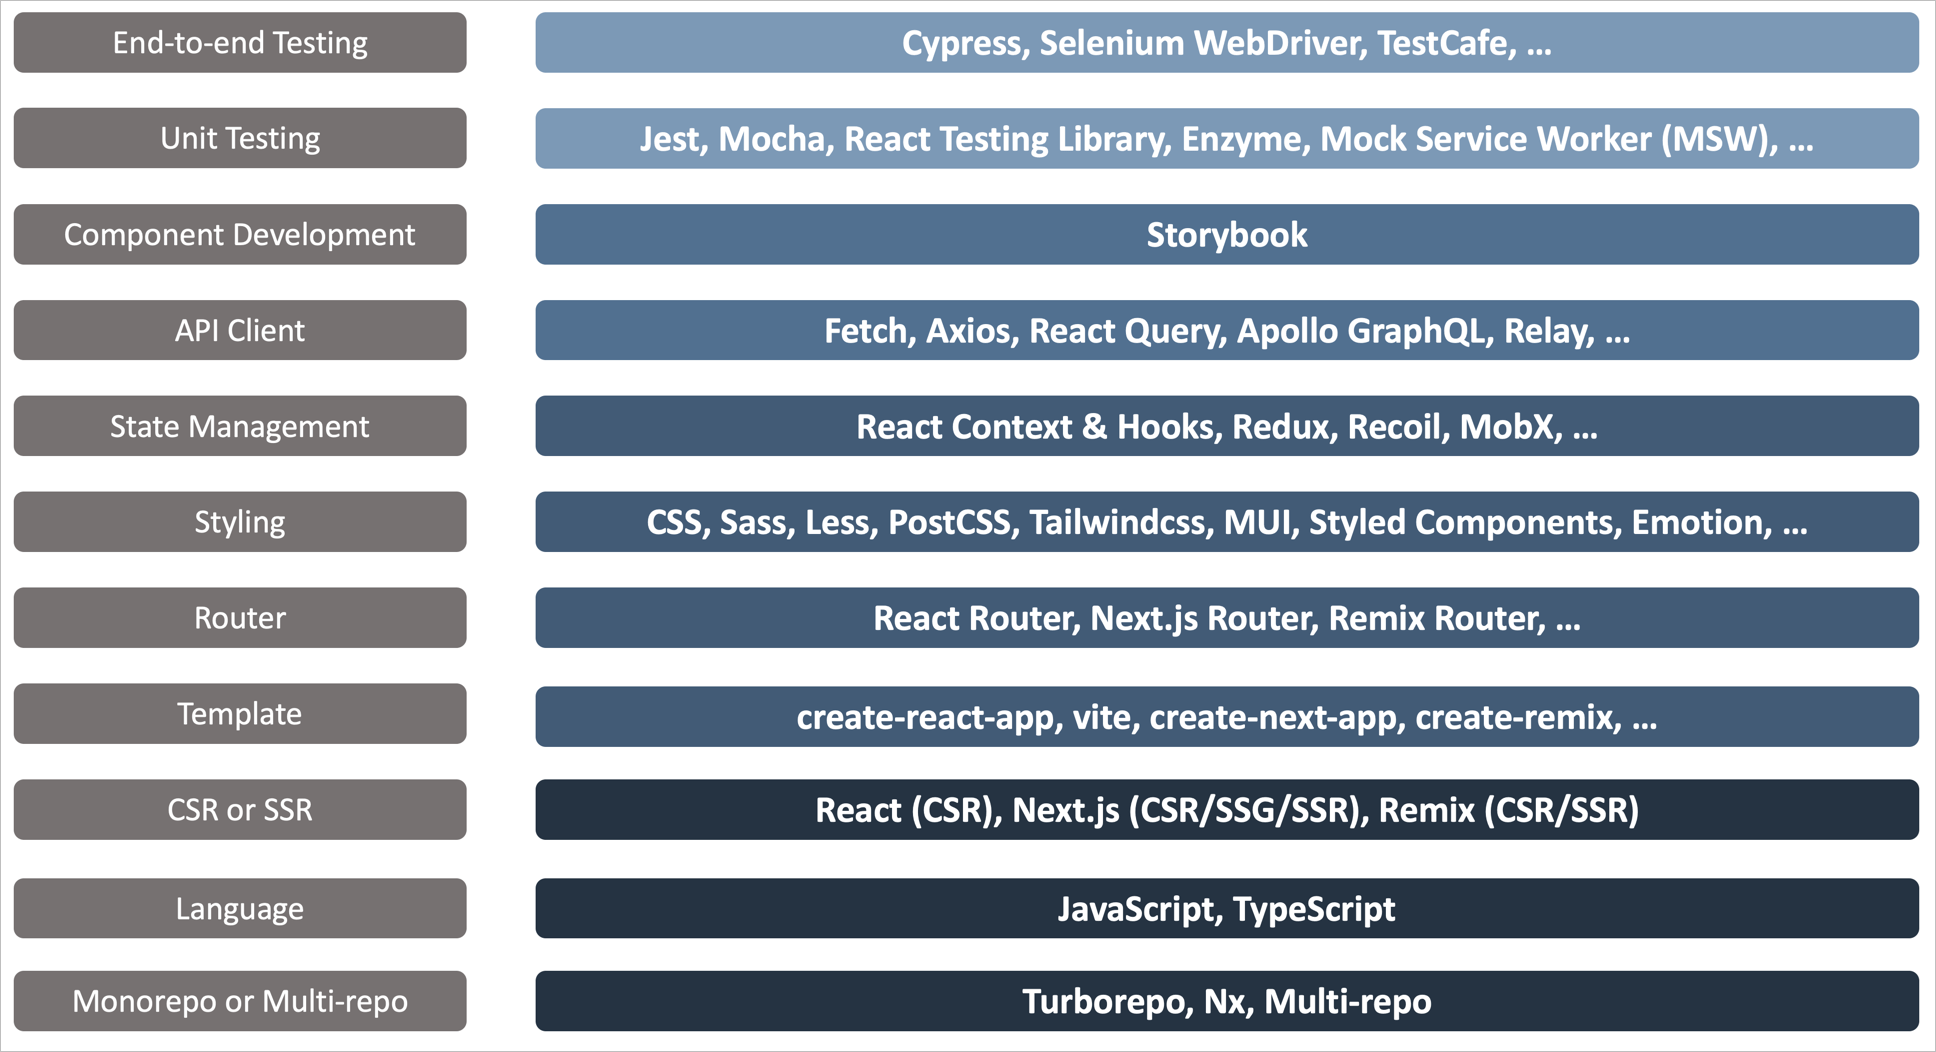 End-to-end Testing
Cypress, Selenium WebDriver, TestCafe, ...
Unit Testing
Jest, Mocha, React Testing Library, Enzyme, Mock Service Worker (MSW), ...
Component Development
Storybook
API Client
Fetch, Axios, React Query, Apollo GraphQL, Relay, ...
State Management
React Context & Hooks, Redux, Recoil, MobX, ...
Styling
CSS, Sass, Less, PostCSS, Tailwindcss, MUI, Styled Components, Emotion, ...
Router
React Router, Next.js Router, Remix Router, ...
Template
create-react-app, vite, create-next-app, create-remix, ...
CSR or SSR
React (CSR), Next.js (CSR/SSG/SSR), Remix (CSR/SSR)
Language
JavaScript, TypeScript
Monorepo or Multi-repo
Turborepo, Nx, Multi-repo